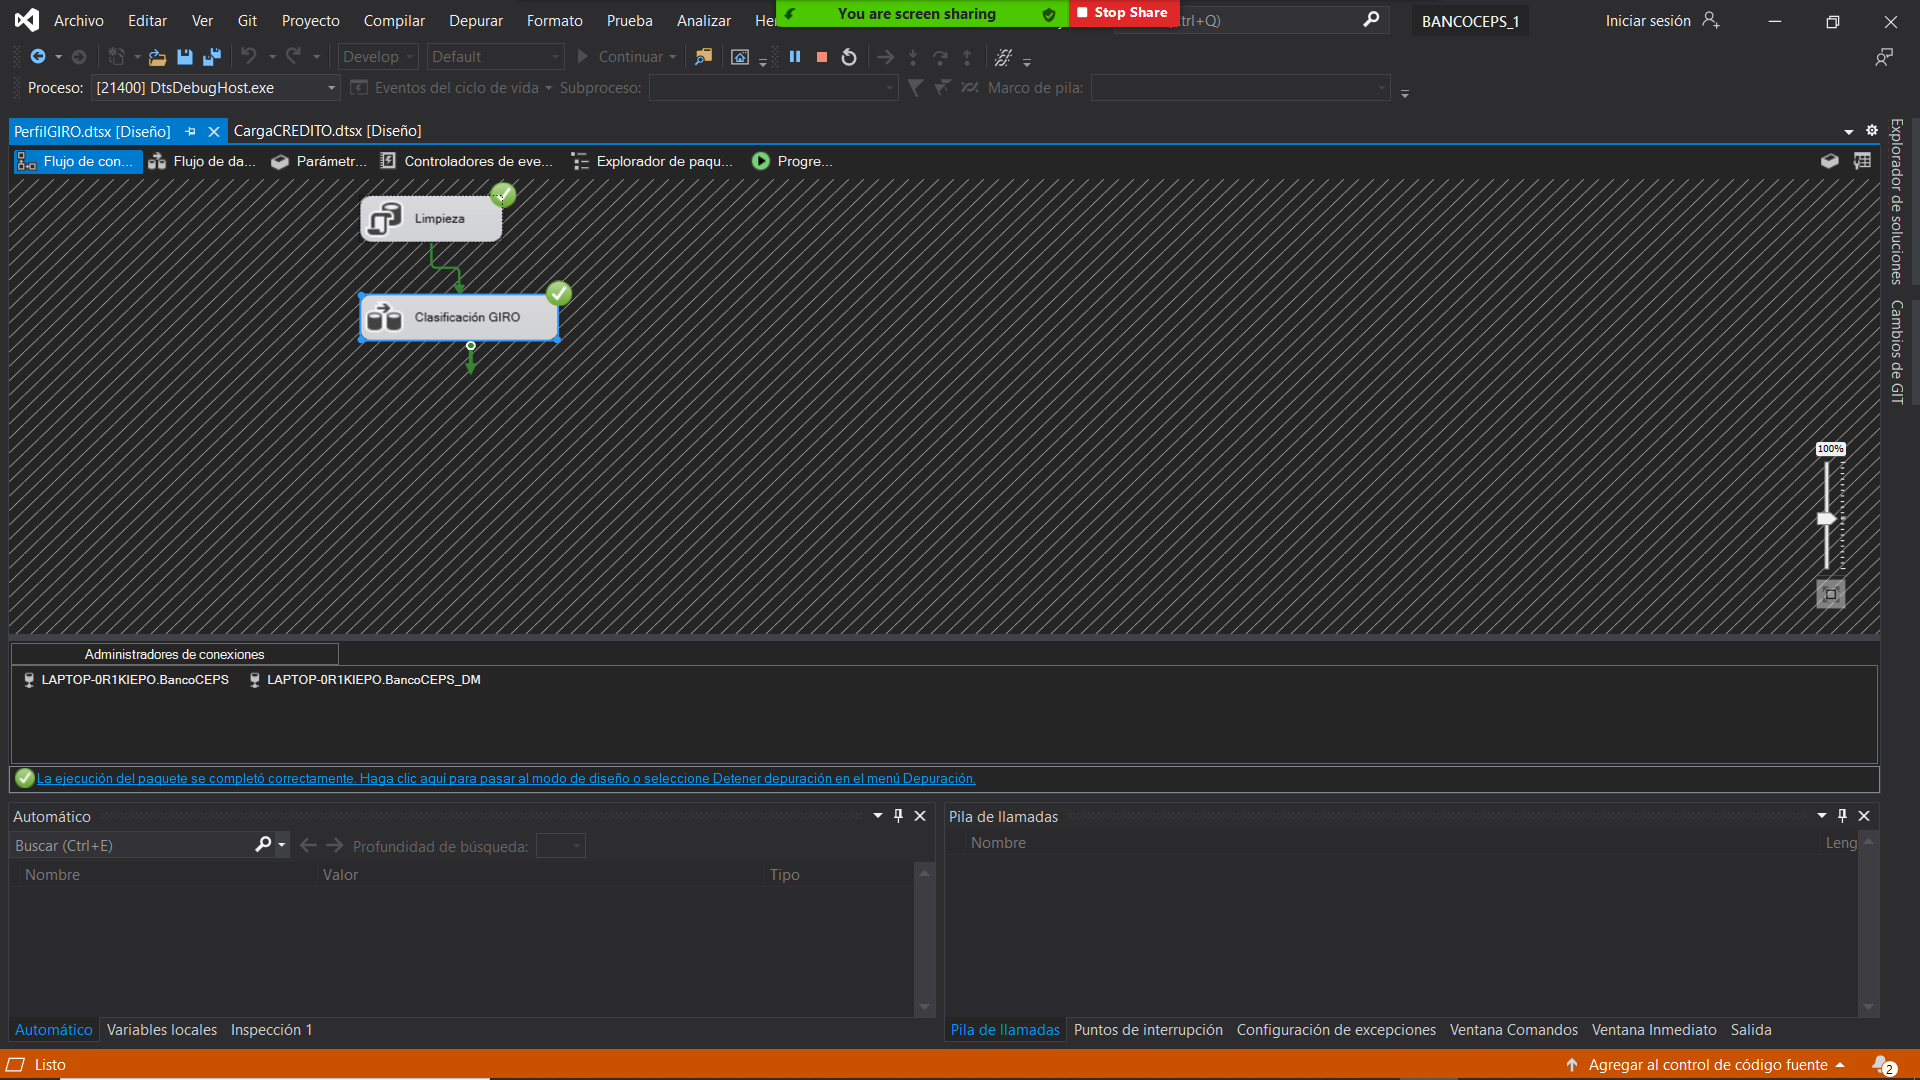 Archivo Editar Ver Git Proyecto Compilar Depurar Formato Prueba Analizar He You are screen sharing Stop Share trl+Q) BANCOCEPS_1 Iniciar sesión
Develop Default Continuar
Proceso: [21400] DtsDebugHost.exe Eventos del ciclo de vida Subproceso: Marco de pila:
PerfilGIRO.dtsx [Diseño] CargaCREDITO.dtsx [Diseño]
Flujo de con... Flujo de da... Parámetr... Controladores de eve... Explorador de paqu... Progre...
Explorador de soluciones
Cambios de GIT
Limpieza
Clasificación GIRO
100%
Administradores de conexiones
LAPTOP-0R1KIEPO.BancoCEPS LAPTOP-0R1KIEPO.BancoCEPS_DM
La ejecución del paquete se completó correctamente. Haga clic aquí para pasar al modo de diseño o seleccione Detener depuración en el menú Depuración.
Automático
Buscar (Ctrl+E) Profundidad de búsqueda:
Nombre Valor Tipo
Automático Variables locales Inspección 1
Pila de llamadas
Nombre Leng
Pila de llamadas Puntos de interrupción Configuración de excepciones Ventana Comandos Ventana Inmediato Salida
Listo Agregar al control de código fuente 2